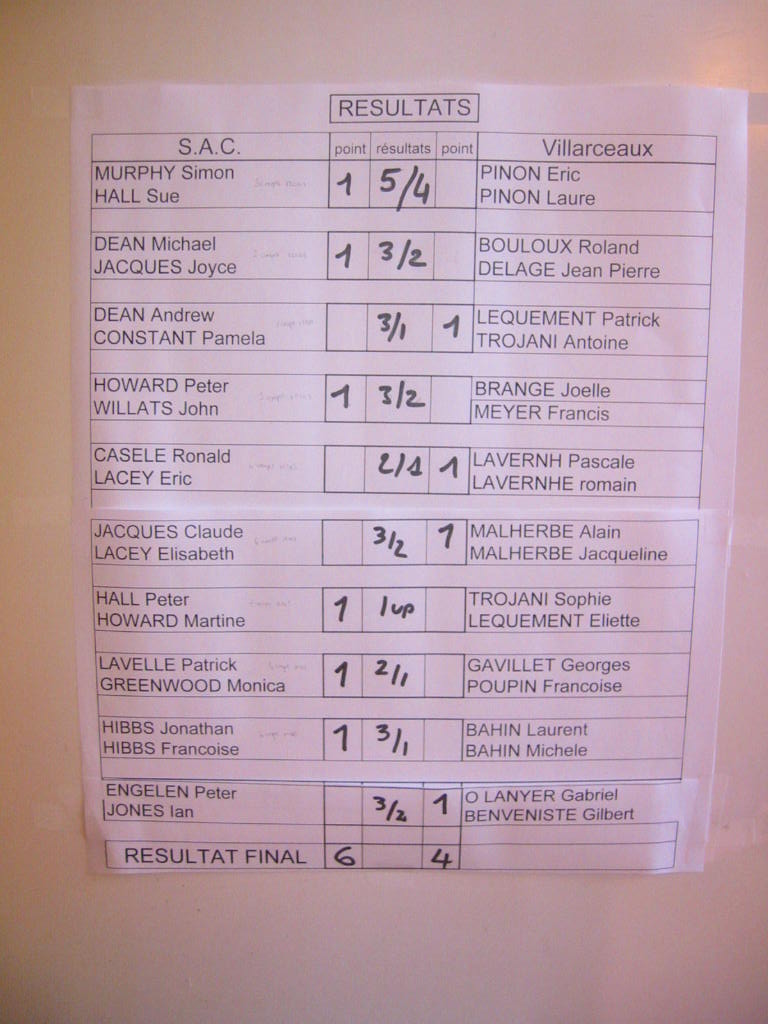 RESULTATS
S.A.C. point résultats point Villarceaux
MURPHY Simon 1 5/4 PINON Eric
HALL Sue PINON Laure
DEAN Michael 1 3/2 BOULOUX Roland
JACQUES Joyce DELAGE Jean Pierre
DEAN Andrew 3/1 1 LEQUEMENT Patrick
CONSTANT Pamela TROJANI Antoine
HOWARD Peter 1 3/2 BRANGE Joelle
WILLATS John MEYER Francis
CASELE Ronald 2/1 1 LAVERNH Pascale
LACEY Eric LAVERNHE romain
JACQUES Claude 3/2 1 MALHERBE Alain
LACEY Elisabeth MALHERBE Jacqueline
HALL Peter 1 1up TROJANI Sophie
HOWARD Martine LEQUEMENT Eliette
LAVELLE Patrick 1 2/1 GAVILLET Georges
GREENWOOD Monica POUPIN Francoise
HIBBS Jonathan 1 3/1 BAHIN Laurent
HIBBS Francoise BAHIN Michele
ENGELEN Peter 3/2 1 O LANYER Gabriel
JONES Ian BENVENISTE Gilbert
RESULTAT FINAL 6 4